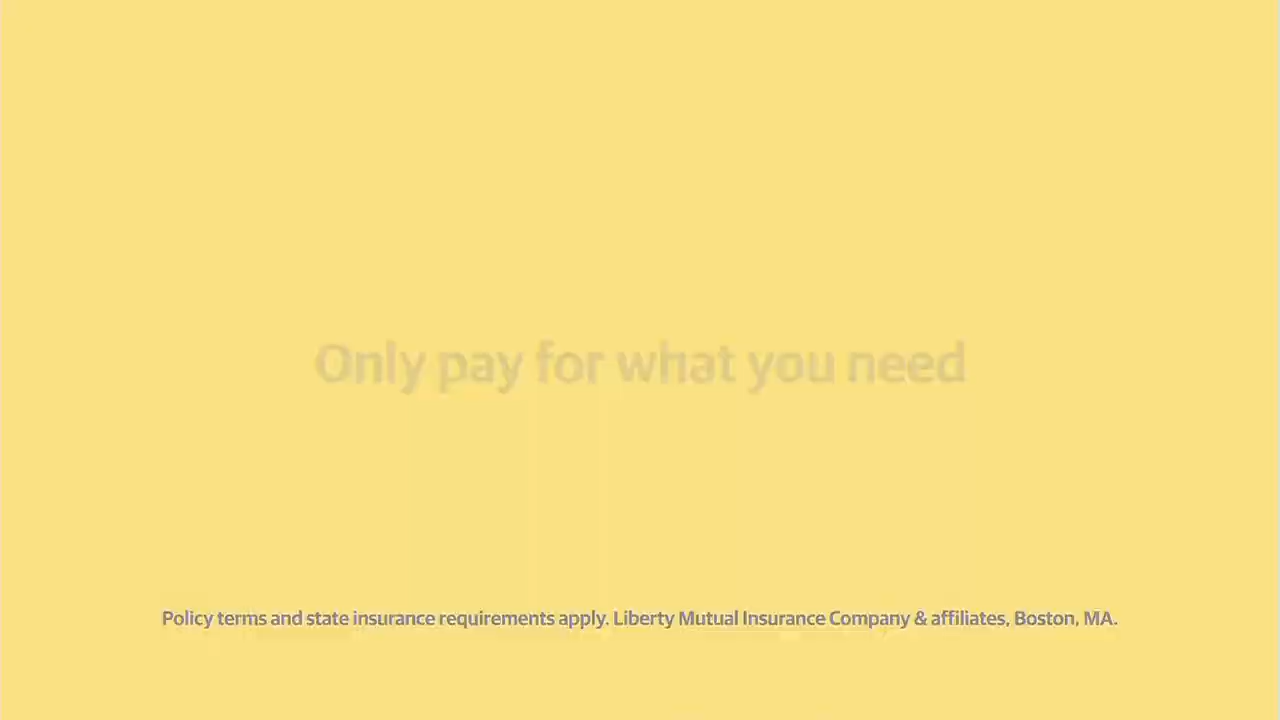 Only pay for what you need
Policy terms and state insurance requirements apply. Liberty Mutual Insurance Company & affiliates, Boston, MA.